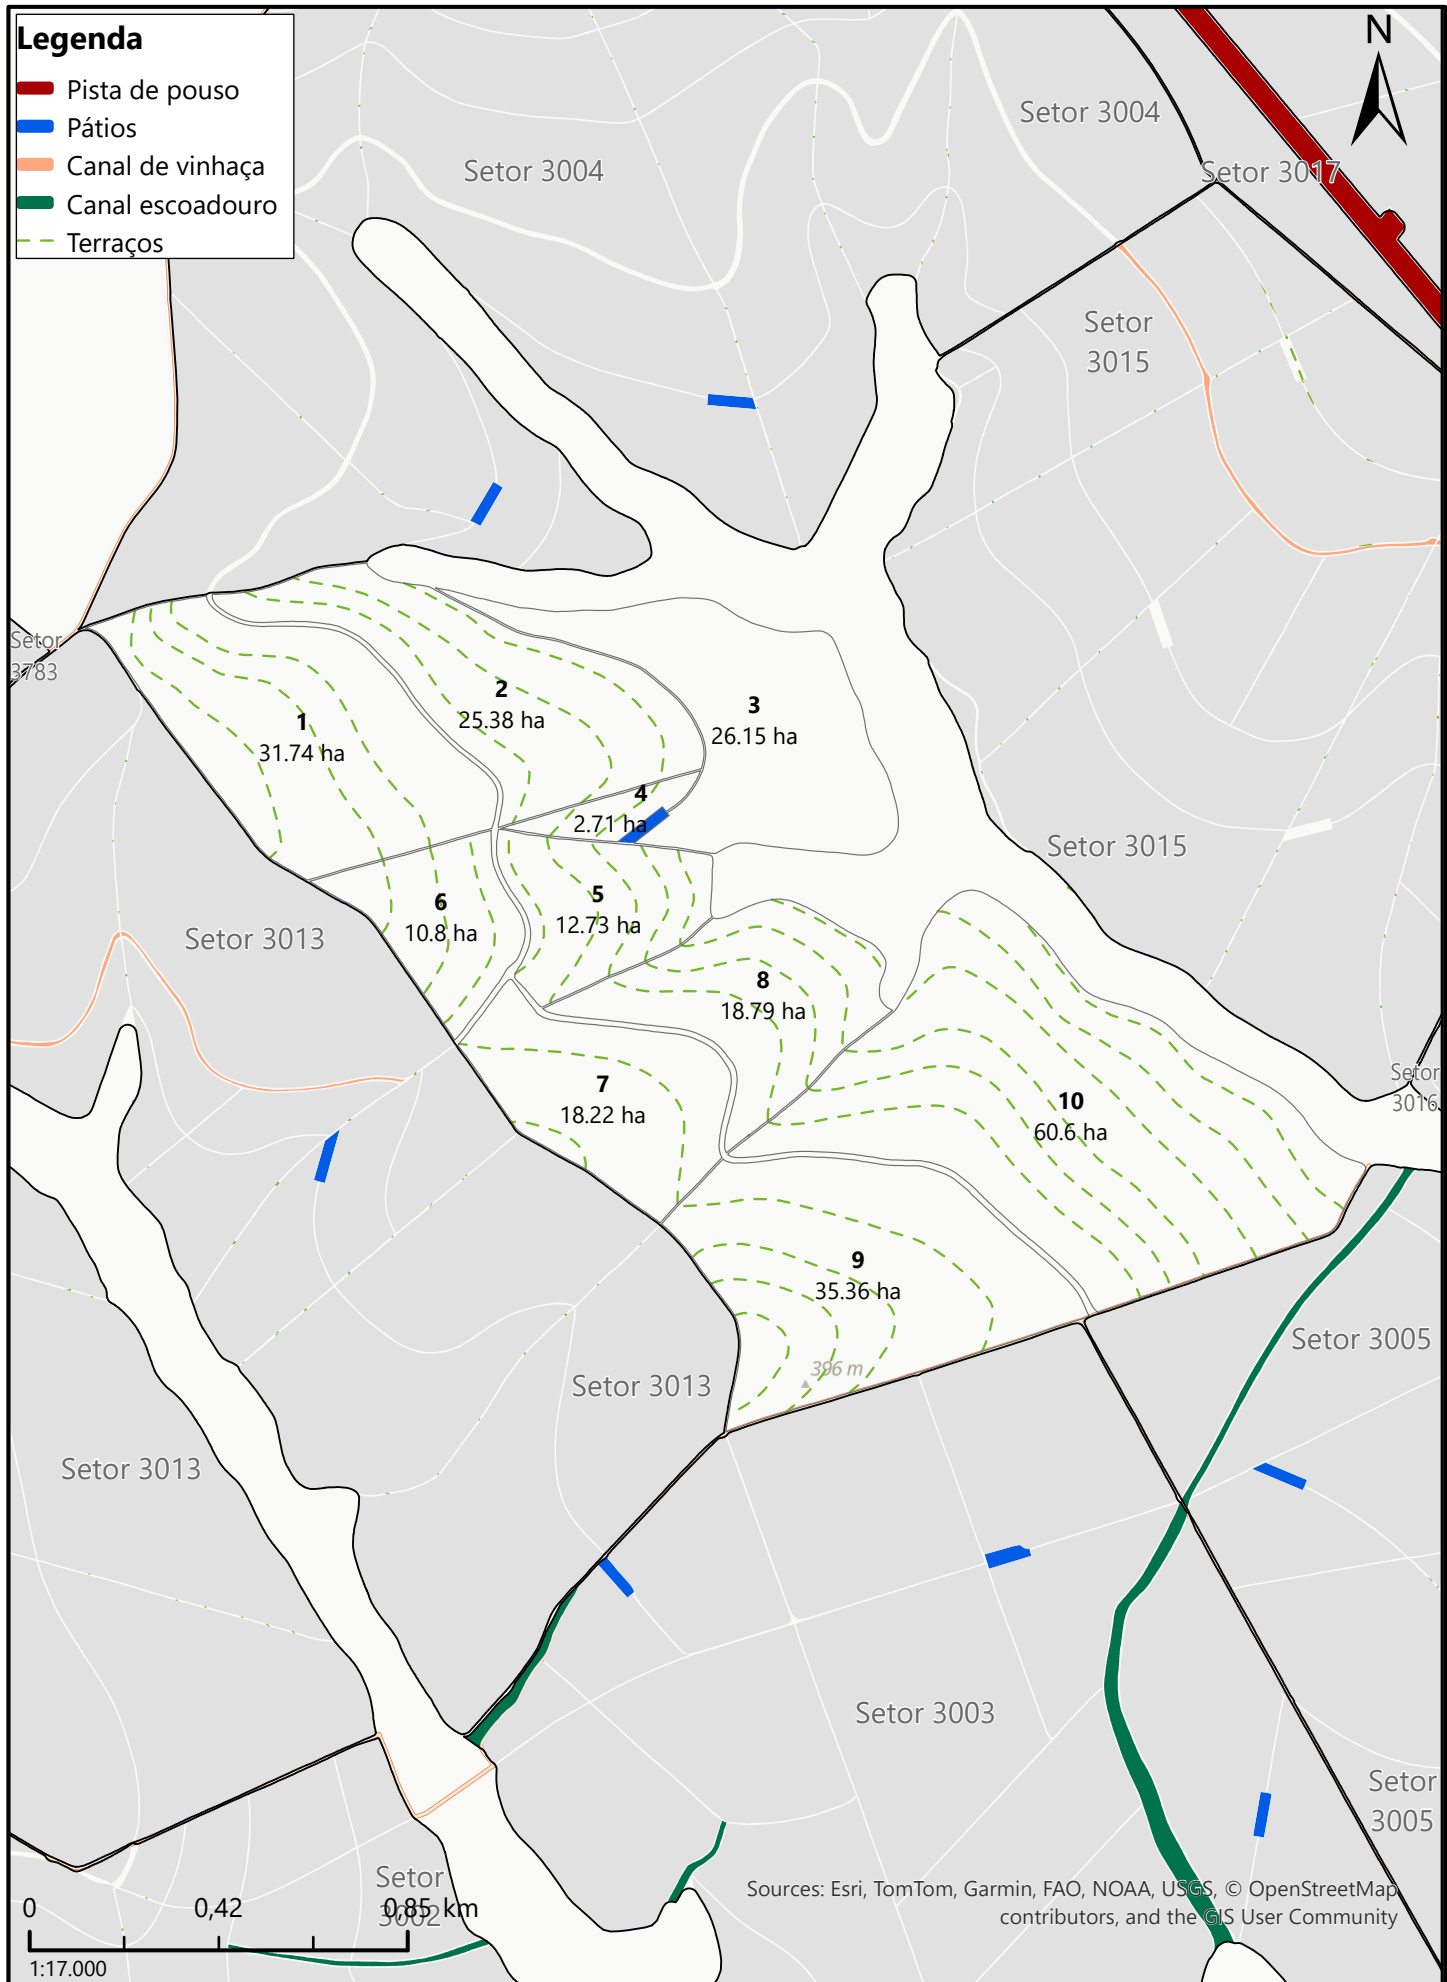 Legenda
Pista de pouso
Pátios
Canal de vinhaça
Canal escoadouro
Terraços
N
Setor 3004
Setor 3004
Setor 3017
Setor
3015
Setor
3783
1
31.74 ha
2
25.38 ha
3
26.15 ha
4
2.71 ha
Setor 3015
5
12.73 ha
6
10.8 ha
Setor 3013
8
18.79 ha
7
18.22 ha
10
60.6 ha
Setor
3016
9
35.36 ha
396 m
Setor 3005
Setor 3013
Setor 3013
Setor 3003
Setor
3005
Setor
3002
0
0,42
0,85 km
1:17.000
Sources: Esri, TomTom, Garmin, FAO, NOAA, USGS, © OpenStreetMap
contributors, and the GIS User Community